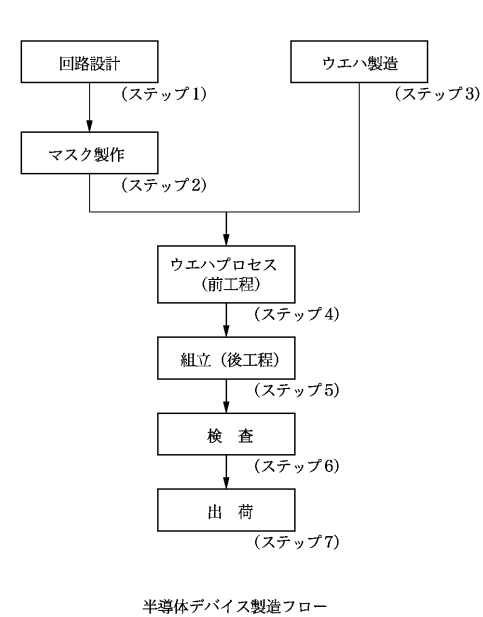 回路設計
(ステップ1)
ウエハ製造
(ステップ3)
マスク製作
(ステップ2)
ウエハプロセス
(前工程)
(ステップ4)
組立(後工程)
(ステップ5)
検　査
(ステップ6)
出　荷
(ステップ7)
半導体デバイス製造フロー